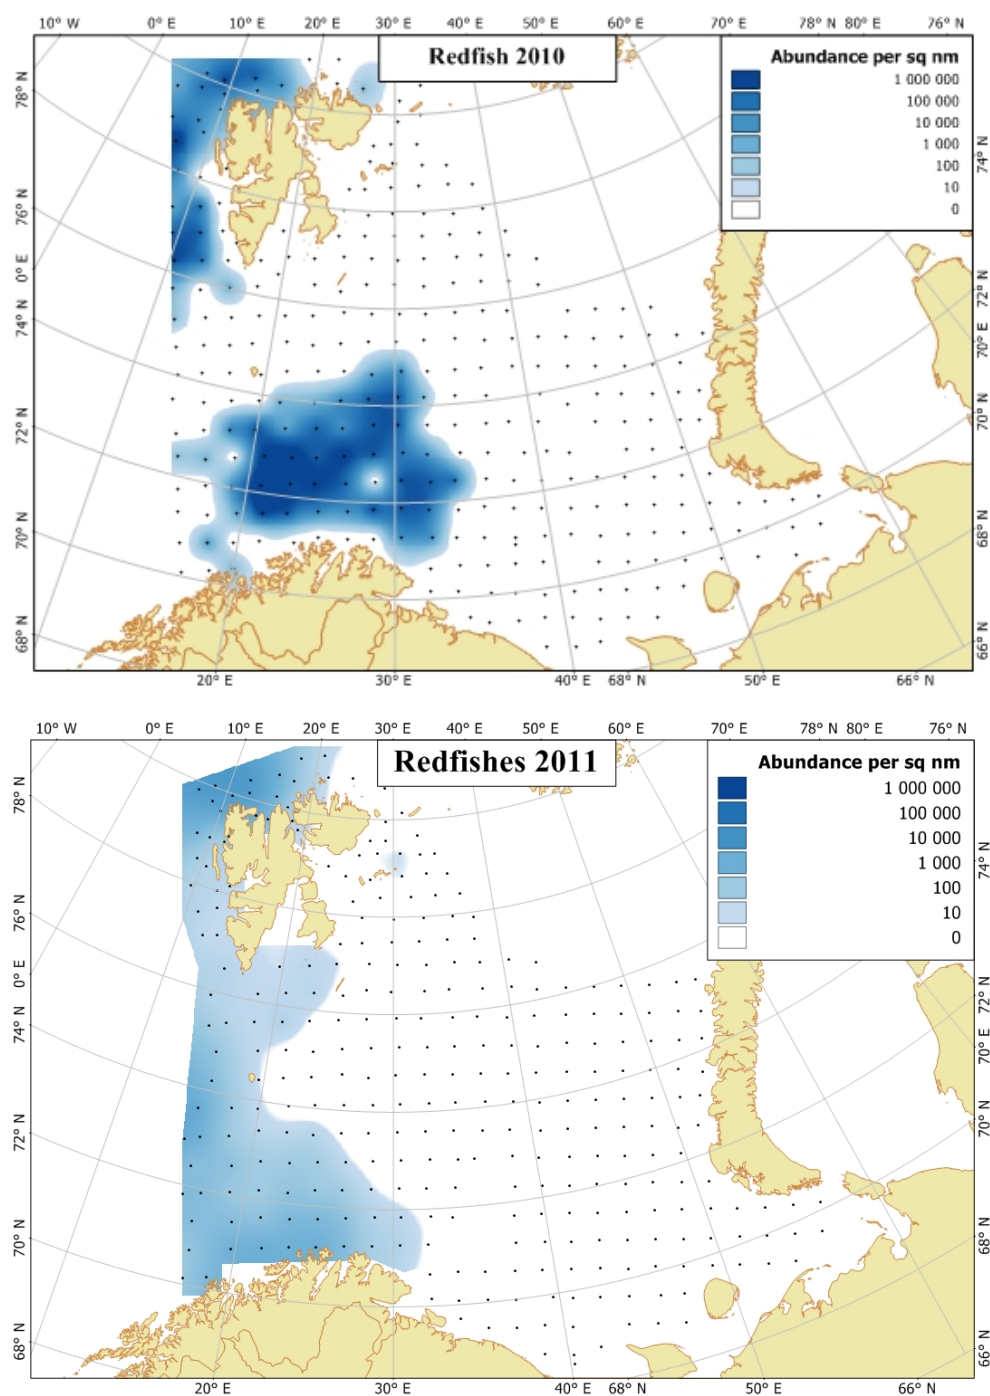 10° W 0° E 10° E 20° E 30° E 40° E 50° E 60° E 70° E 78° N 80° E 76° N
Redfish 2010
Abundance per sq nm
1 000 000
100 000
10 000
1 000
100
10
0
78° N
76° N
0° E
74° N
72° N
70° N
68° N
74° N
72° N
70° E
70° N
68° N
66° N
20° E 30° E 40° E 68° N 50° E 66° N
10° W 0° E 10° E 20° E 30° E 40° E 50° E 60° E 70° E 78° N 80° E 76° N
Redfishes 2011
Abundance per sq nm
1 000 000
100 000
10 000
1 000
100
10
0
78° N
76° N
0° E
74° N
72° N
70° N
68° N
74° N
72° N
70° E
70° N
68° N
66° N
20° E 30° E 40° E 68° N 50° E 66° N